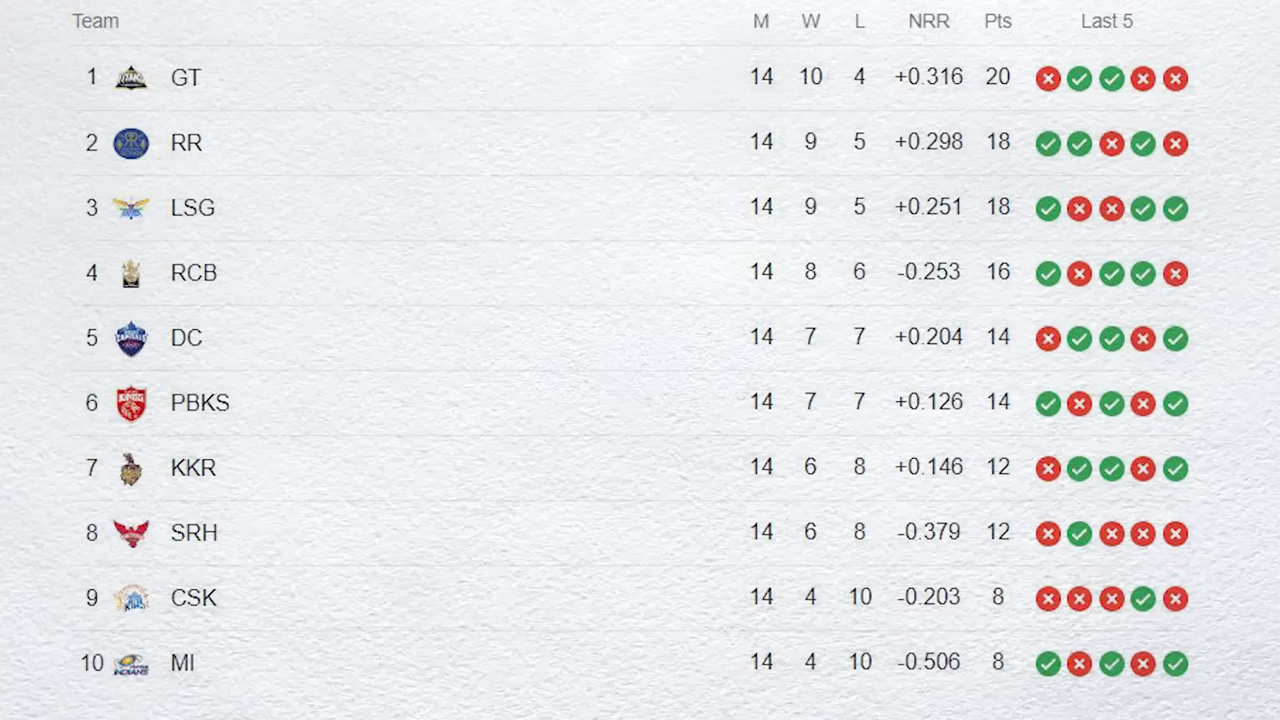 Team M W L NRR Pts Last 5
1 GT 14 10 4 +0.316 20
2 RR 14 9 5 +0.298 18
3 LSG 14 9 5 +0.251 18
4 RCB 14 8 6 -0.253 16
5 DC 14 7 7 +0.204 14
6 PBKS 14 7 7 +0.126 14
7 KKR 14 6 8 +0.146 12
8 SRH 14 6 8 -0.379 12
9 CSK 14 4 10 -0.203 8
10 MI 14 4 10 -0.506 8